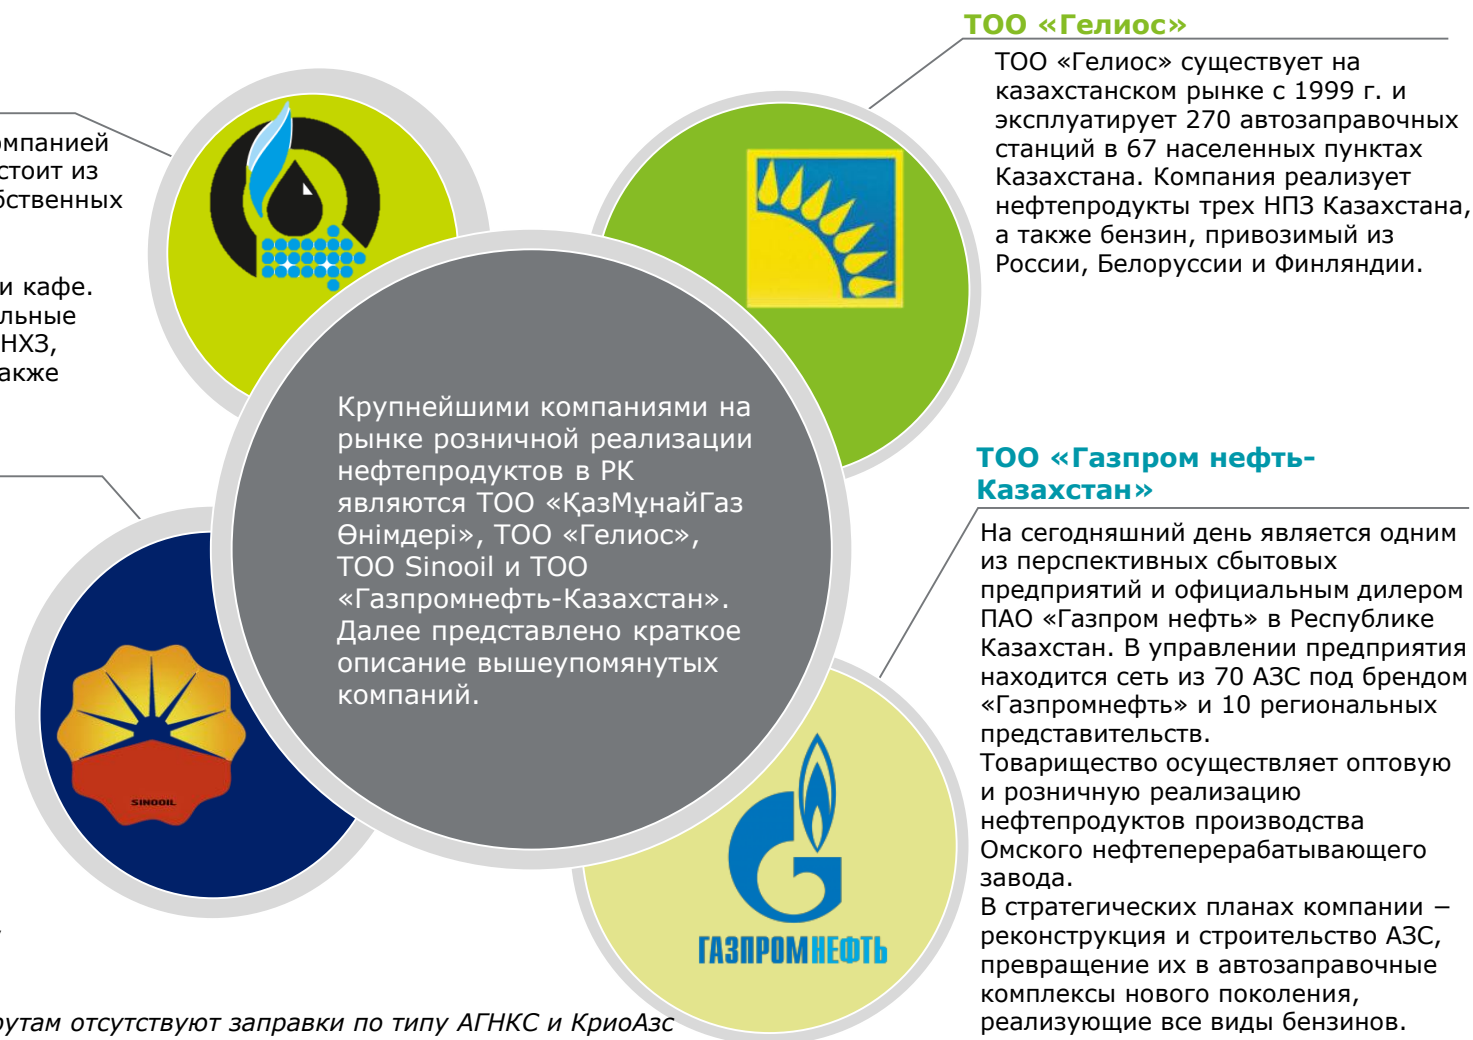 омпанией
стоит из
бственных
и кафе.
льные
НХЗ,
акже
ТОО «Гелиос»
ТОО «Гелиос» существует на
казахстанском рынке с 1999 г. и
эксплуатирует 270 автозаправочных
станций в 67 населенных пунктах
Казахстана. Компания реализует
нефтепродукты трех НПЗ Казахстана,
а также бензин, привозимый из
России, Белоруссии и Финляндии.
Крупнейшими компаниями на
рынке розничной реализации
нефтепродуктов в РК
являются ТОО «ҚазМұнайГаз
Өнімдері», ТОО «Гелиос»,
ТОО Sinooil и ТОО
«Газпромнефть-Казахстан».
Далее представлено краткое
описание вышеупомянутых
компаний.
SINOOIL
ГАЗПРОМНЕФТЬ
ТОО «Газпром нефть-
Казахстан»
На сегодняшний день является одним
из перспективных сбытовых
предприятий и официальным дилером
ПАО «Газпром нефть» в Республике
Казахстан. В управлении предприятия
находится сеть из 70 АЗС под брендом
«Газпромнефть» и 10 региональных
представительств.
Товарищество осуществляет оптовую
и розничную реализацию
нефтепродуктов производства
Омского нефтеперерабатывающего
завода.
В стратегических планах компании −
реконструкция и строительство АЗС,
превращение их в автозаправочные
комплексы нового поколения,
реализующие все виды бензинов.
рутам отсутствуют заправки по типу АГНКС и КриоАзс